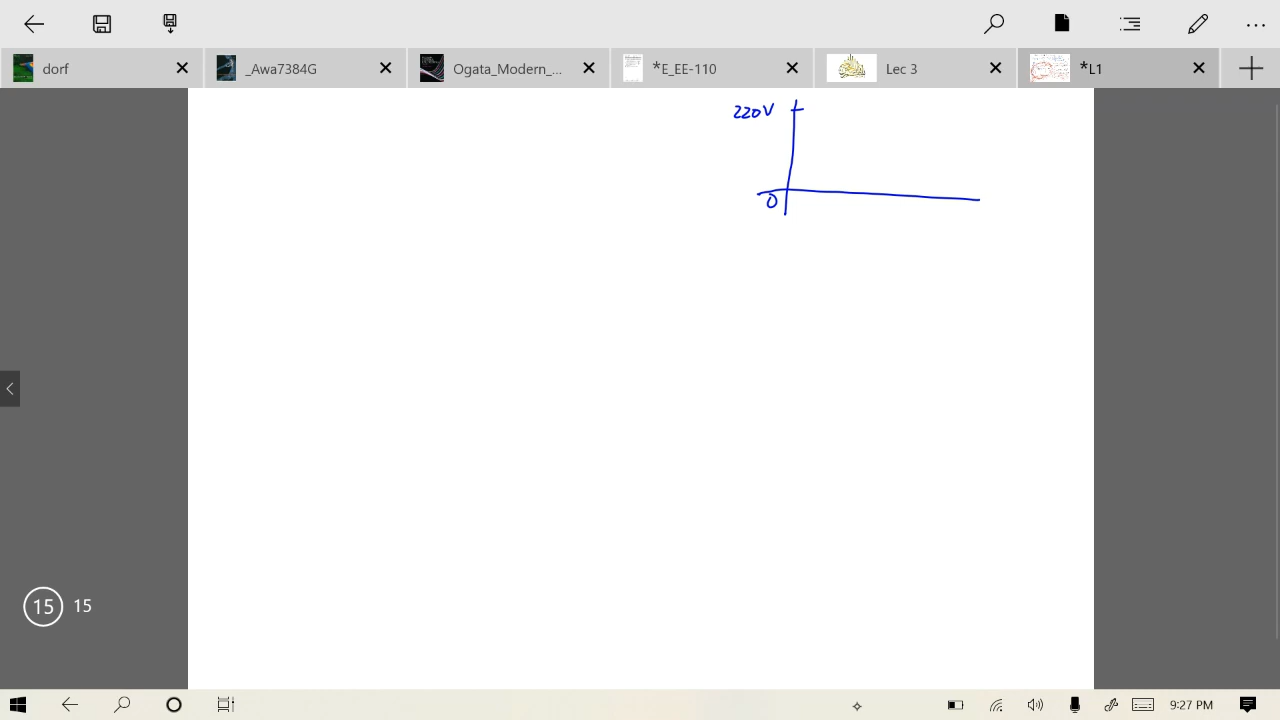 dorf
_Awa7384G
Ogata_Modern_...
*E_EE-110
Lec 3
*L1
220V
0
15 15
9:27 PM